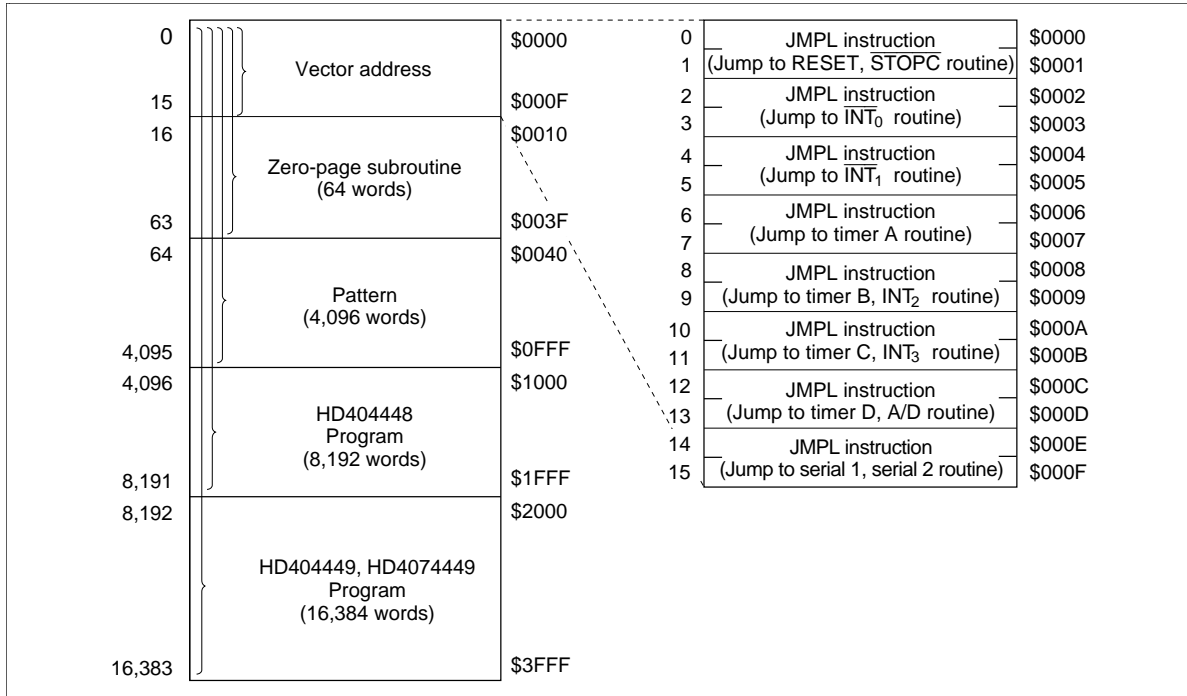 0
$0000
Vector address
15
$000F
16
$0010
Zero-page subroutine
(64 words)
63
$003F
64
$0040
Pattern
(4,096 words)
4,095
$0FFF
4,096
$1000
HD404448
Program
(8,192 words)
8,191
$1FFF
8,192
$2000
HD404449, HD4074449
Program
(16,384 words)
16,383
$3FFF
0 JMPL instruction $0000
1 (Jump to RESET, STOPC routine) $0001
2 JMPL instruction $0002
3 (Jump to INT0 routine) $0003
4 JMPL instruction $0004
5 (Jump to INT1 routine) $0005
6 JMPL instruction $0006
7 (Jump to timer A routine) $0007
8 JMPL instruction $0008
9 (Jump to timer B, INT2 routine) $0009
10 JMPL instruction $000A
11 (Jump to timer C, INT3 routine) $000B
12 JMPL instruction $000C
13 (Jump to timer D, A/D routine) $000D
14 JMPL instruction $000E
15 (Jump to serial 1, serial 2 routine) $000F